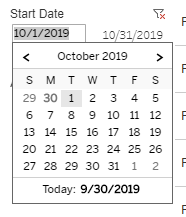 Start Date
10/1/2019 10/31/2019
October 2019
S M T W T F S
29 30 1 2 3 4 5
6 7 8 9 10 11 12
13 14 15 16 17 18 19
20 21 22 23 24 25 26
27 28 29 30 31 1 2
Today: 9/30/2019